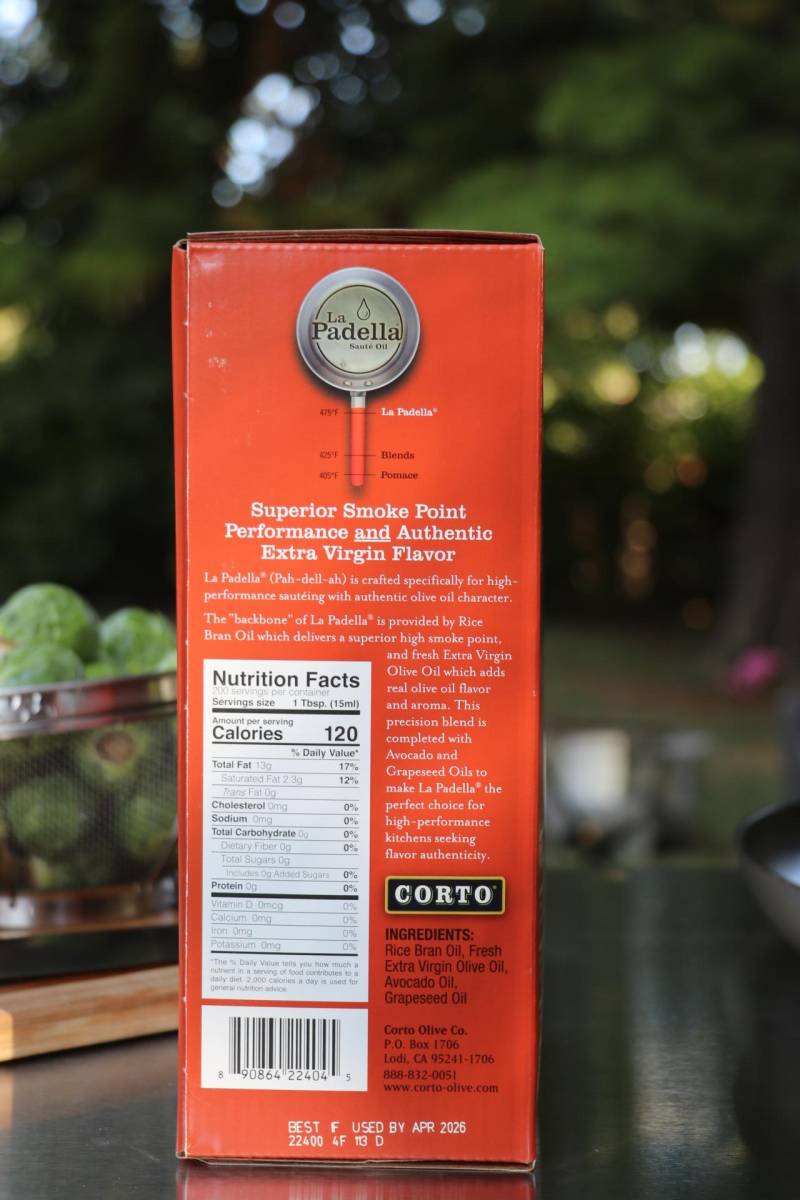 La
Padella
Sauté Oil
475°F La Padella®
425°F Blends
405°F Pomace
Superior Smoke Point
Performance and Authentic
Extra Virgin Flavor
La Padella® (Pah-dell-ah) is crafted specifically for high-
performance sautéing with authentic olive oil character.
The "backbone" of La Padella® is provided by Rice
Bran Oil which delivers a superior high smoke point,
and fresh Extra Virgin
Olive Oil which adds
real olive oil flavor
and aroma. This
precision blend is
completed with
Avocado and
Grapeseed Oils to
make La Padella® the
perfect choice for
high-performance
kitchens seeking
flavor authenticity.
Nutrition Facts
200 servings per container
Servings size 1 Tbsp. (15ml)
Amount per serving
Calories 120
% Daily Value*
Total Fat 13g 17%
Saturated Fat 2.3g 12%
Trans Fat 0g
Cholesterol 0mg 0%
Sodium 0mg 0%
Total Carbohydrate 0g 0%
Dietary Fiber 0g 0%
Total Sugars 0g
Includes 0g Added Sugars 0%
Protein 0g 0%
Vitamin D 0mcg 0%
Calcium 0mg 0%
Iron 0mg 0%
Potassium 0mg 0%
*The % Daily Value tells you how much a
nutrient in a serving of food contributes to a
daily diet. 2,000 calories a day is used for
general nutrition advice.
CORTO®
INGREDIENTS:
Rice Bran Oil, Fresh
Extra Virgin Olive Oil,
Avocado Oil,
Grapeseed Oil
Corto Olive Co.
P.O. Box 1706
Lodi, CA 95241-1706
888-832-0051
www.corto-olive.com
8 90864 22404 5
BEST IF USED BY APR 2026
22400 4F 113 D